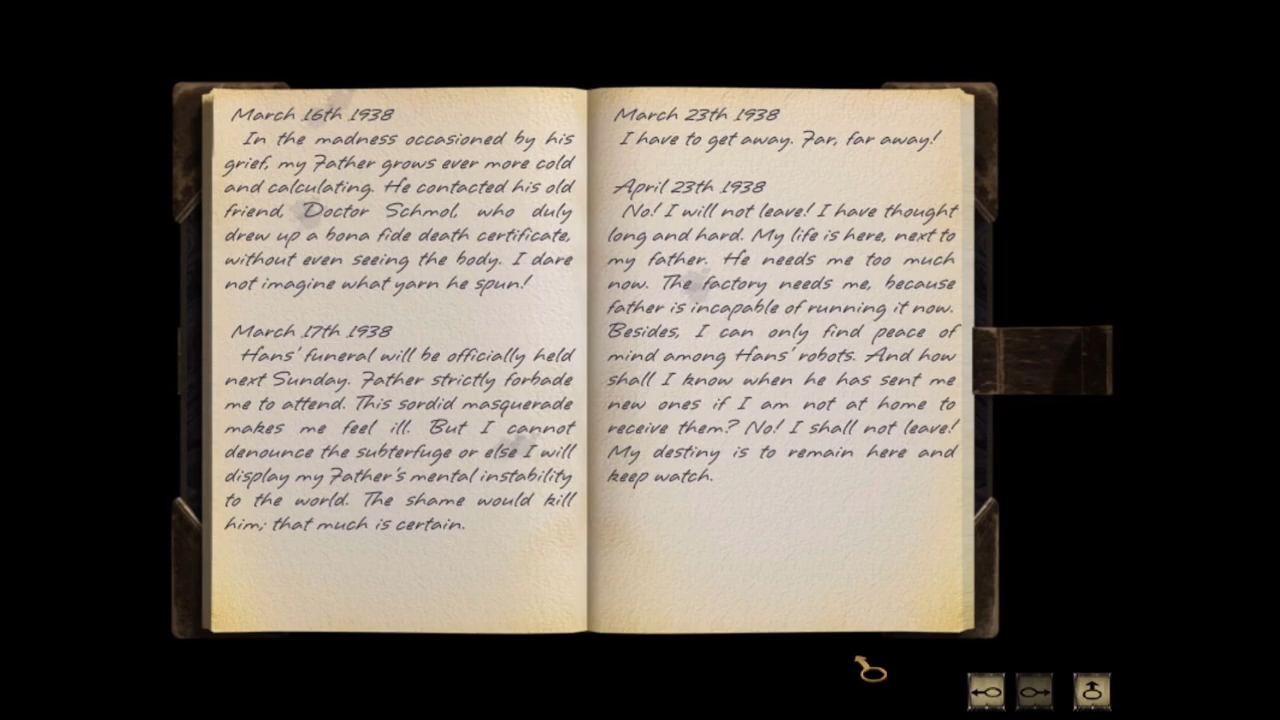 March 16th 1938
In the madness occasioned by his
grief, my Father grows ever more cold
and calculating. He contacted his old
friend, Doctor Schmol, who duly
drew up a bona fide death certificate,
without even seeing the body. I dare
not imagine what yarn he spun!
March 17th 1938
Hans' funeral will be officially held
next Sunday. Father strictly forbade
me to attend. This sordid masquerade
makes me feel ill. But I cannot
denounce the subterfuge or else I will
display my Father's mental instability
to the world. The shame would kill
him; that much is certain.
March 23th 1938
I have to get away. Far, far away!
April 23th 1938
No! I will not leave! I have thought
long and hard. My life is here, next to
my father. He needs me too much
now. The factory needs me, because
father is incapable of running it now.
Besides, I can only find peace of
mind among Hans' robots. And how
shall I know when he has sent me
new ones if I am not at home to
receive them? No! I shall not leave!
My destiny is to remain here and
keep watch.